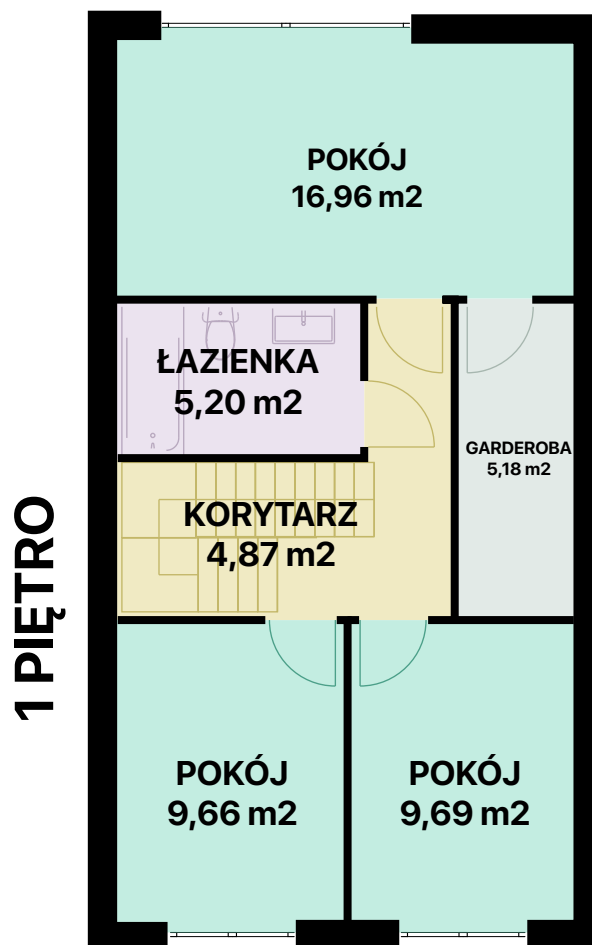 1 PIĘTRO
POKÓJ
16,96 m2
ŁAZIENKA
5,20 m2
GARDEROBA
5,18 m2
KORYTARZ
4,87 m2
POKÓJ
9,66 m2
POKÓJ
9,69 m2